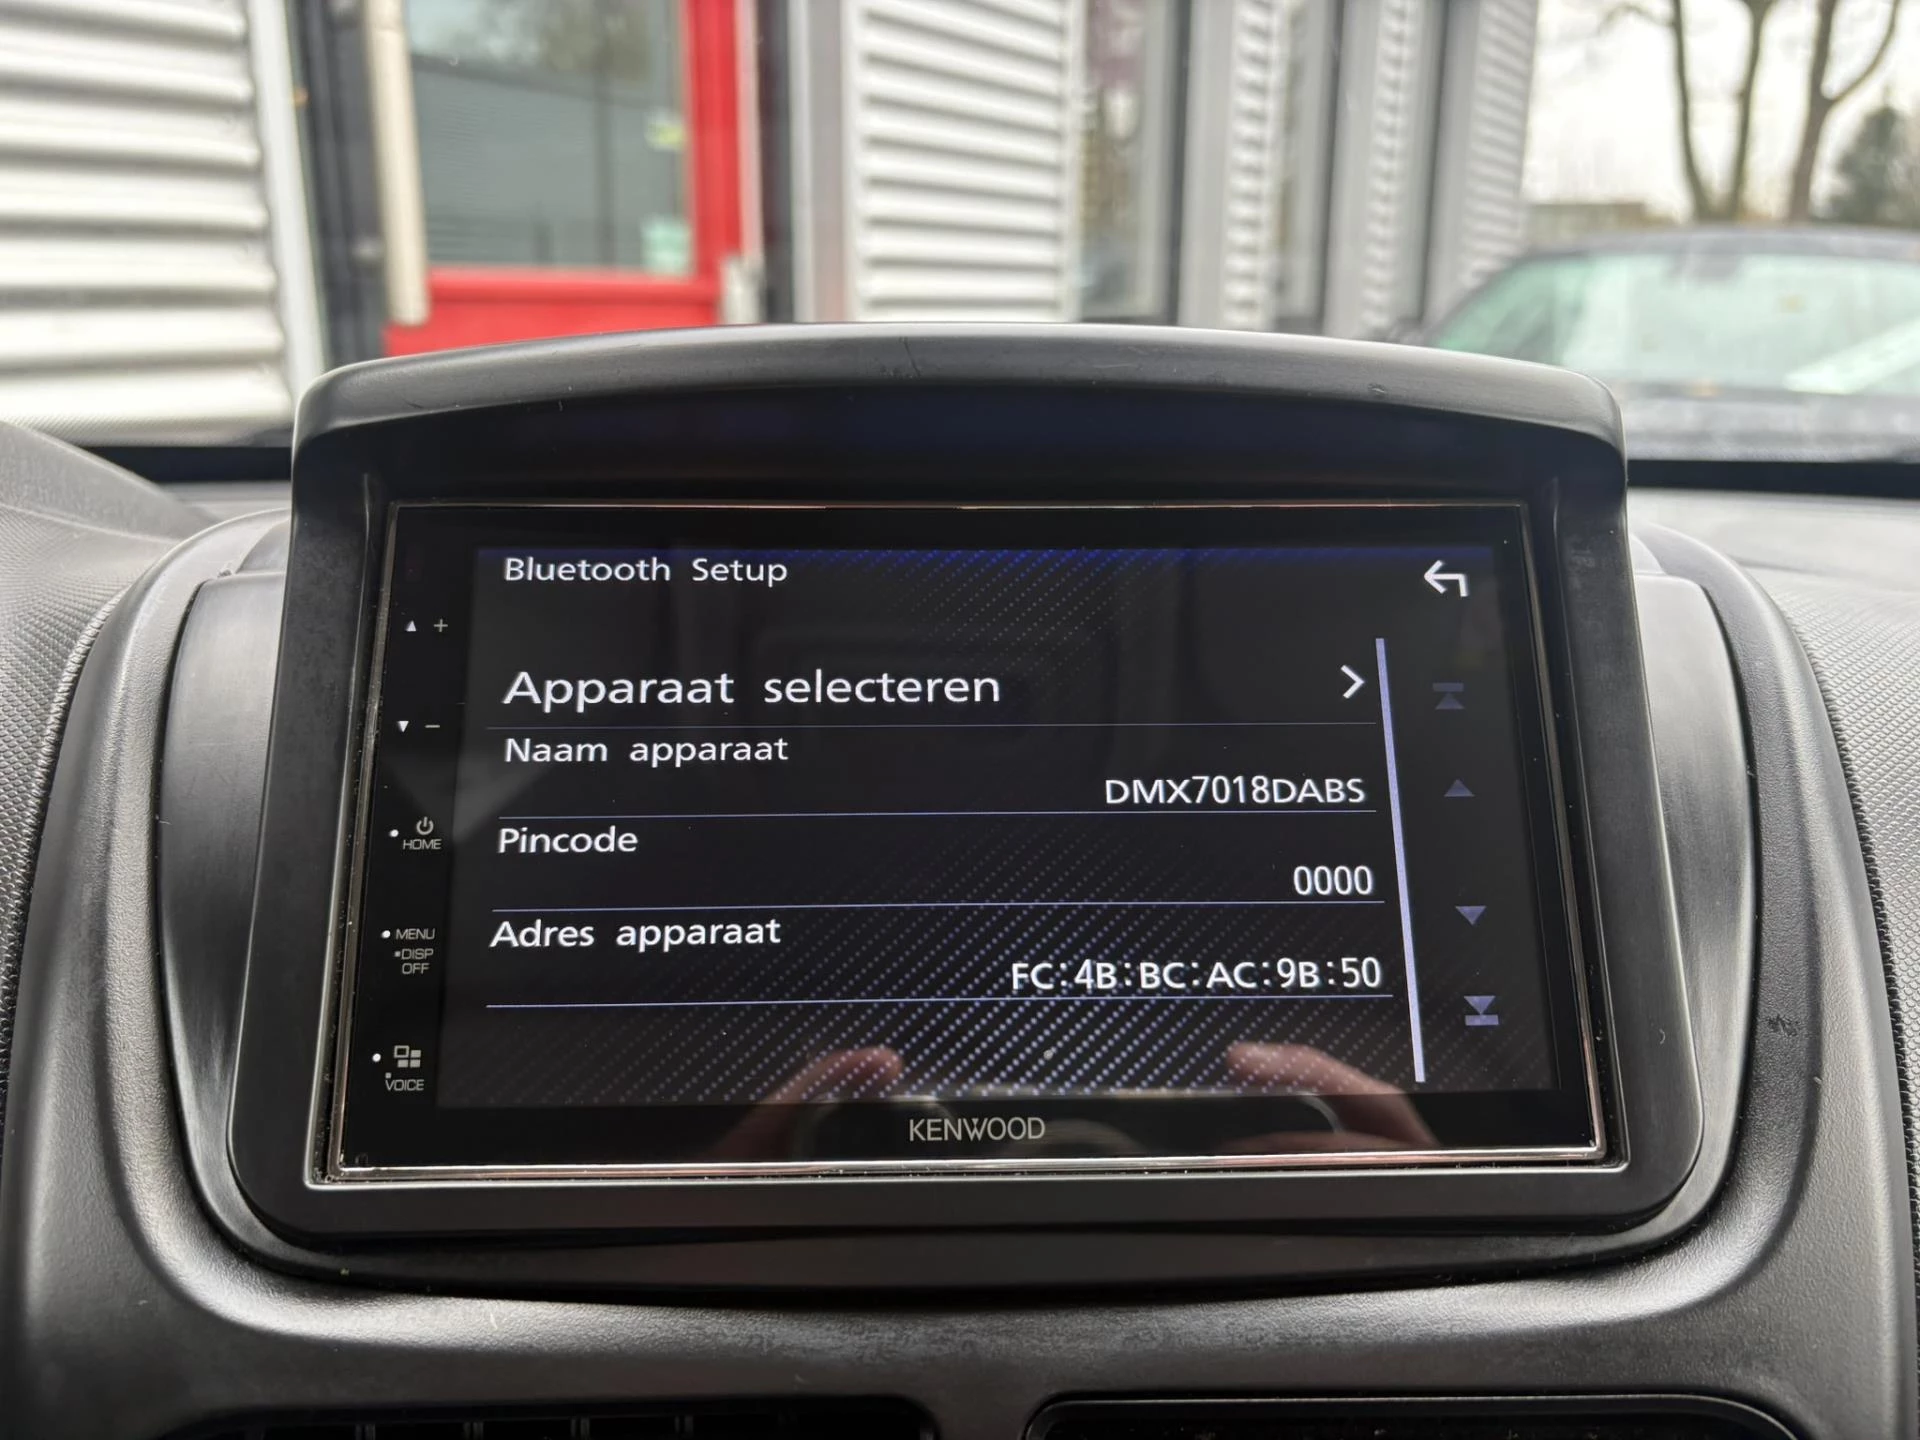 Bluetooth Setup
Apparaat selecteren
Naam apparaat
DMX7018DABS
Pincode
0000
Adres apparaat
FC:4B:BC:AC:9B:50
HOME
MENU
DISP
OFF
VOICE
KENWOOD